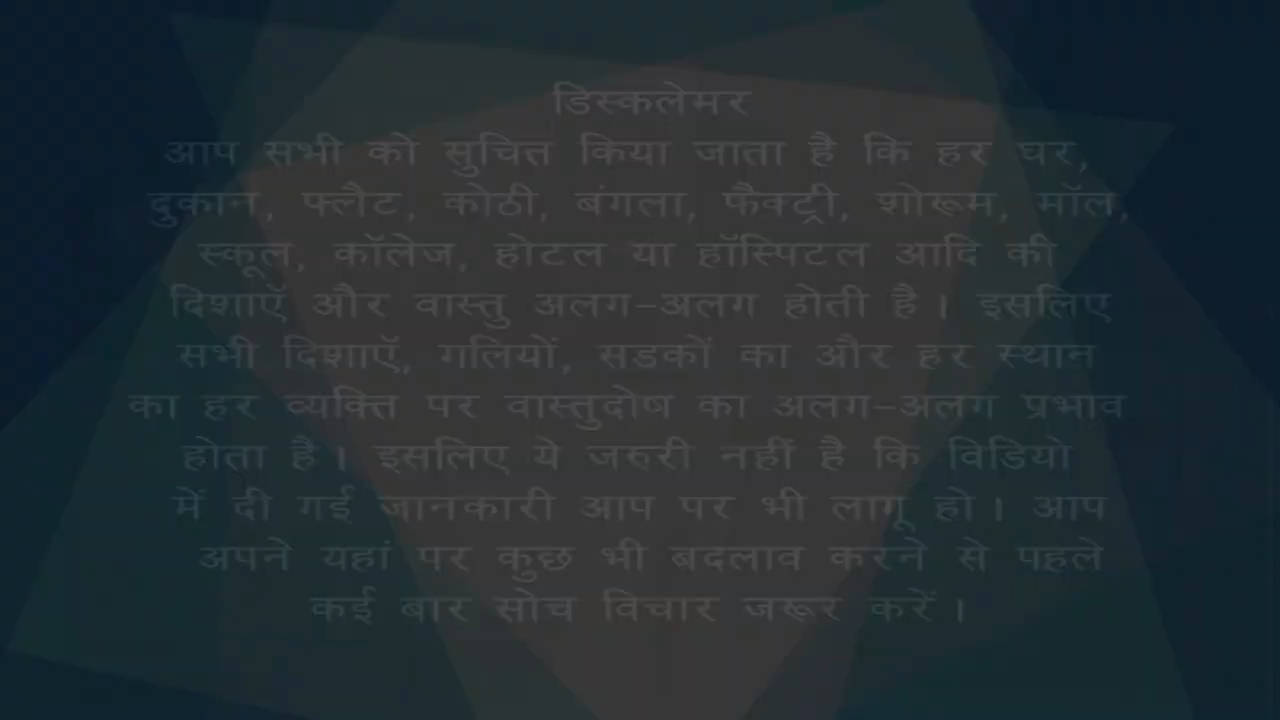 डिस्कलेमर
आप सभी को सुचित्त किया जाता है कि हर घर,
दुकान, फ्लैट, कोठी, बंगला, फैक्ट्री, शोरूम, मॉल,
स्कूल, कॉलेज, होटल या हॉस्पिटल आदि की
दिशाएॅ और वास्तु अलग-अलग होती है। इसलिए
सभी दिशाएॅ, गलियों, सडकों का और हर स्थान
का हर व्यक्ति पर वास्तुदोष का अलग-अलग प्रभाव
होता है। इसलिए ये जरुरी नहीं है कि विडियो
में दी गई जानकारी आप पर भी लागू हो। आप
अपने यहां पर कुछ भी बदलाव करने से पहले
कई बार सोच विचार जरूर करें।